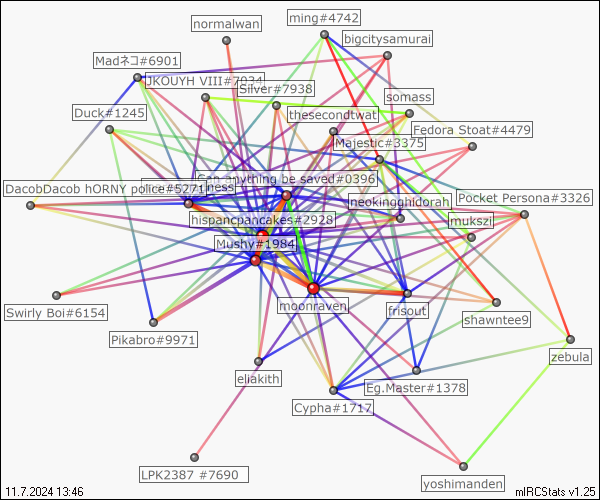 ming#4742
normalwan
bigcitysamurai
Madネコ#6901
JKOUYH VIII#7934
Silver#7938
somass
Duck#1245
thesecondtwat
Fedora Stoat#4479
Majestic#3375
Can anything be saved#0396
DacobDacob hORNY police#5271
ness
Pocket Persona#3326
neokingghidorah
hispancpancakes#2928
mukszil
Mushy#1984
moonraven
frisout
Swirly Boi#6154
shawntee9
Pikabro#9971
zebula
eliakith
Eg.Master#1378
Cypha#1717
LPK2387 #7690
yoshimanden
11.7.2024 13:46
mIRCStats v1.25